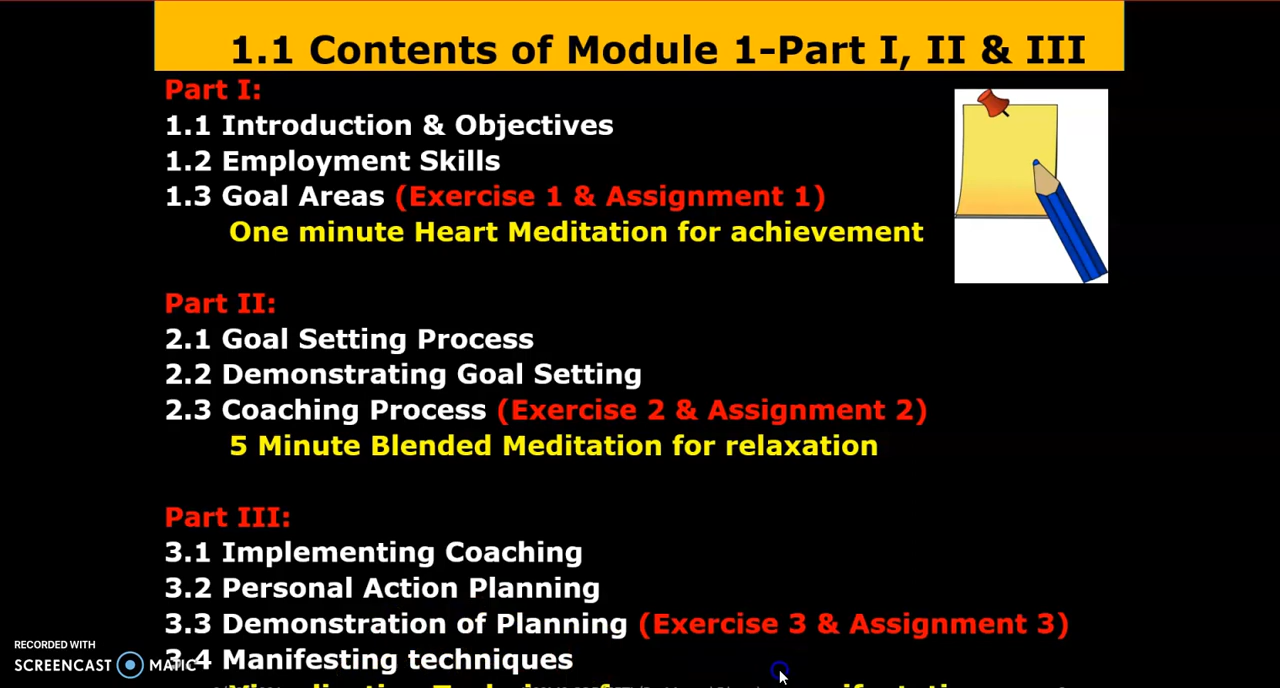 1.1 Contents of Module 1-Part I, II & III
Part I:
1.1 Introduction & Objectives
1.2 Employment Skills
1.3 Goal Areas (Exercise 1 & Assignment 1)
One minute Heart Meditation for achievement
Part II:
2.1 Goal Setting Process
2.2 Demonstrating Goal Setting
2.3 Coaching Process (Exercise 2 & Assignment 2)
5 Minute Blended Meditation for relaxation
Part III:
3.1 Implementing Coaching
3.2 Personal Action Planning
3.3 Demonstration of Planning (Exercise 3 & Assignment 3)
3.4 Manifesting techniques
RECORDED WITH
SCREENCAST MATIC